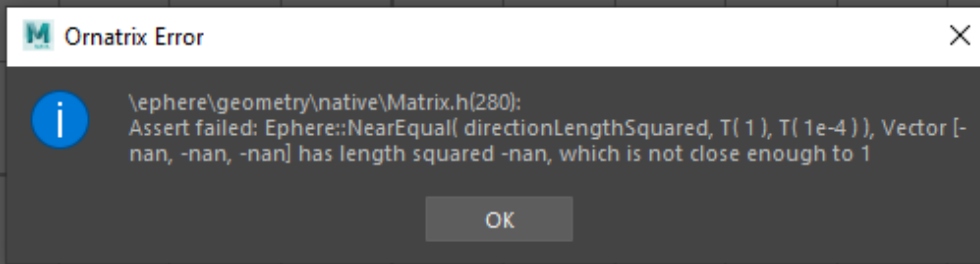 Ornatrix Error
\ephere\geometry\native\Matrix.h(280):
Assert failed: Ephere::NearEqual( directionLengthSquared, T( 1 ), T( 1e-4 ) ), Vector [-
nan, -nan, -nan] has length squared -nan, which is not close enough to 1
OK